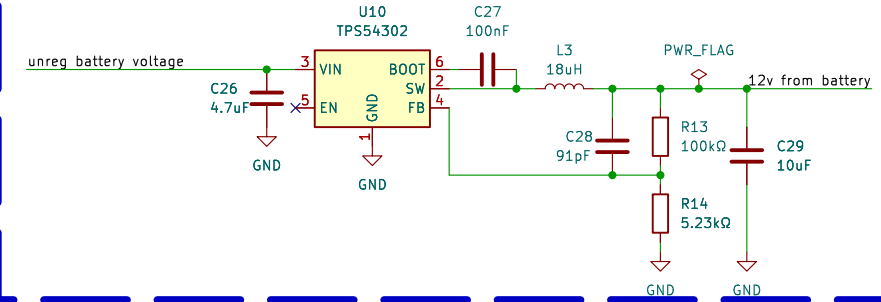 U10
TPS54302
C27
100nF
L3
18uH
PWR_FLAG
unreg battery voltage
12v from battery
3
VIN
BOOT
6
SW
2
FB
4
5
EN
GND
1
C26
4.7uF
GND
GND
C28
91pF
R13
100kΩ
C29
10uF
R14
5.23kΩ
GND
GND